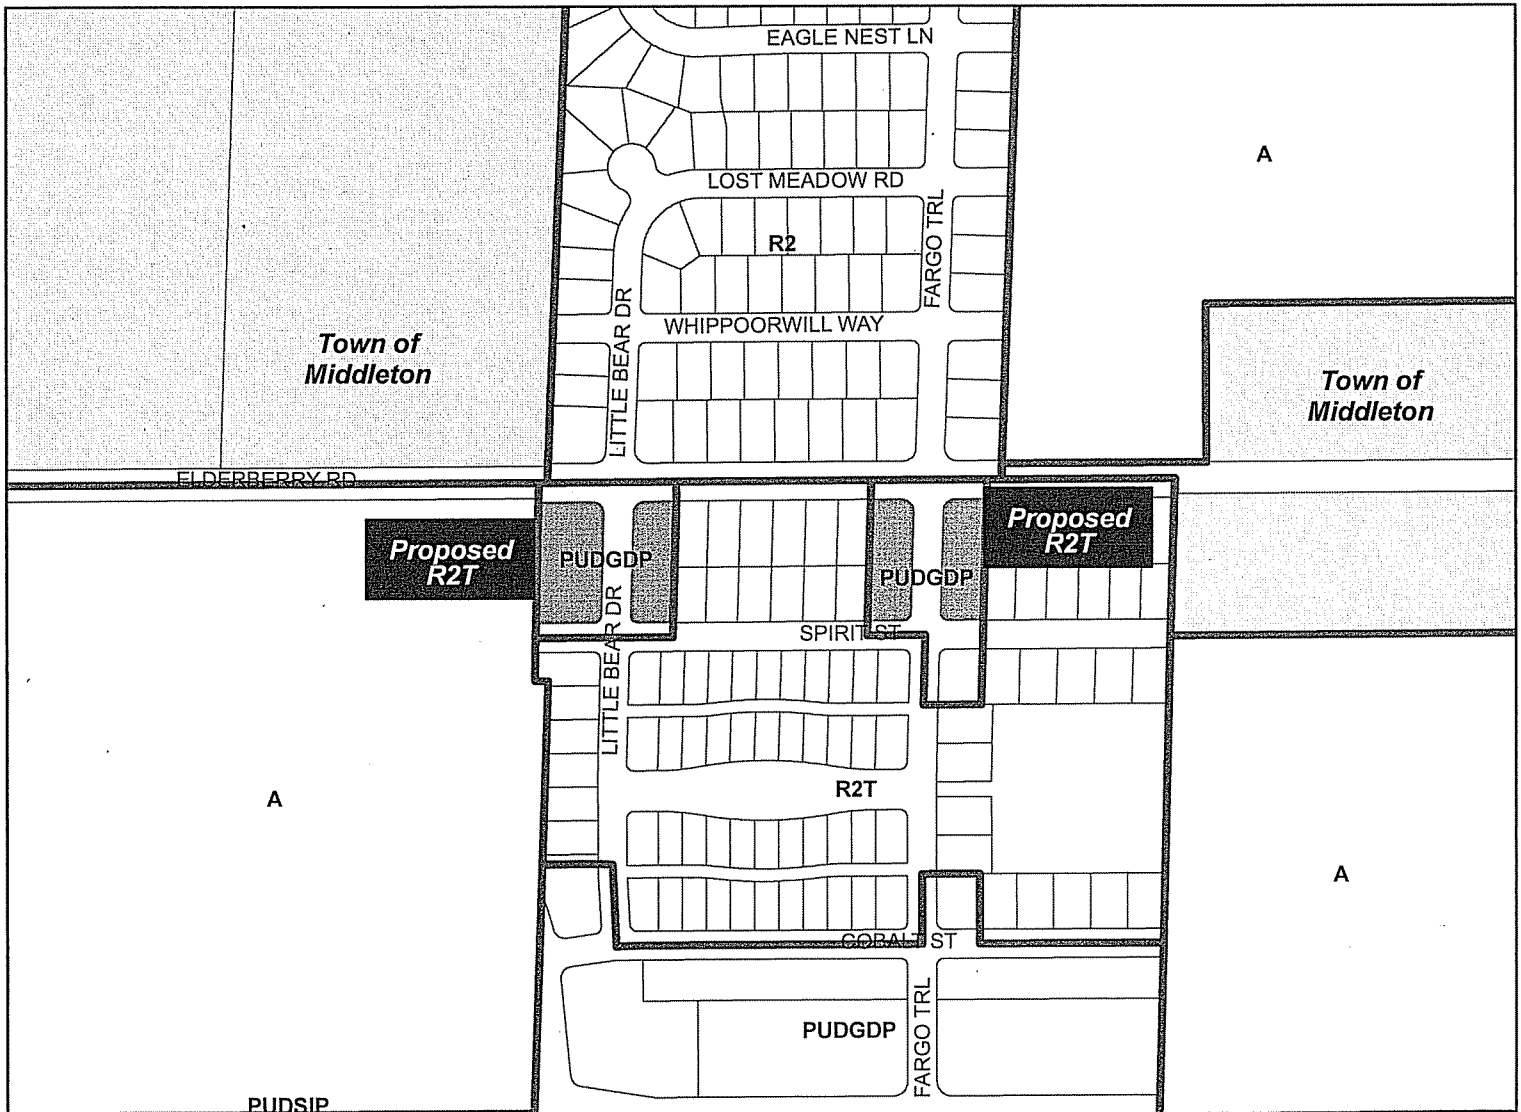 EAGLE NEST LN
A
LOST MEADOW RD
FARGO TRL
R2
LITTLE BEAR DR
WHIPPOORWILL WAY
Town of
Middleton
Town of
Middleton
ELDERBERRY RD
Proposed
R2T
PUDGDP
Proposed
R2T
PUDGDP
LITTLE BEAR DR
SPIRIT ST
R2T
A
A
COBALT ST
PUDGDP
FARGO TRL
PUDSIP